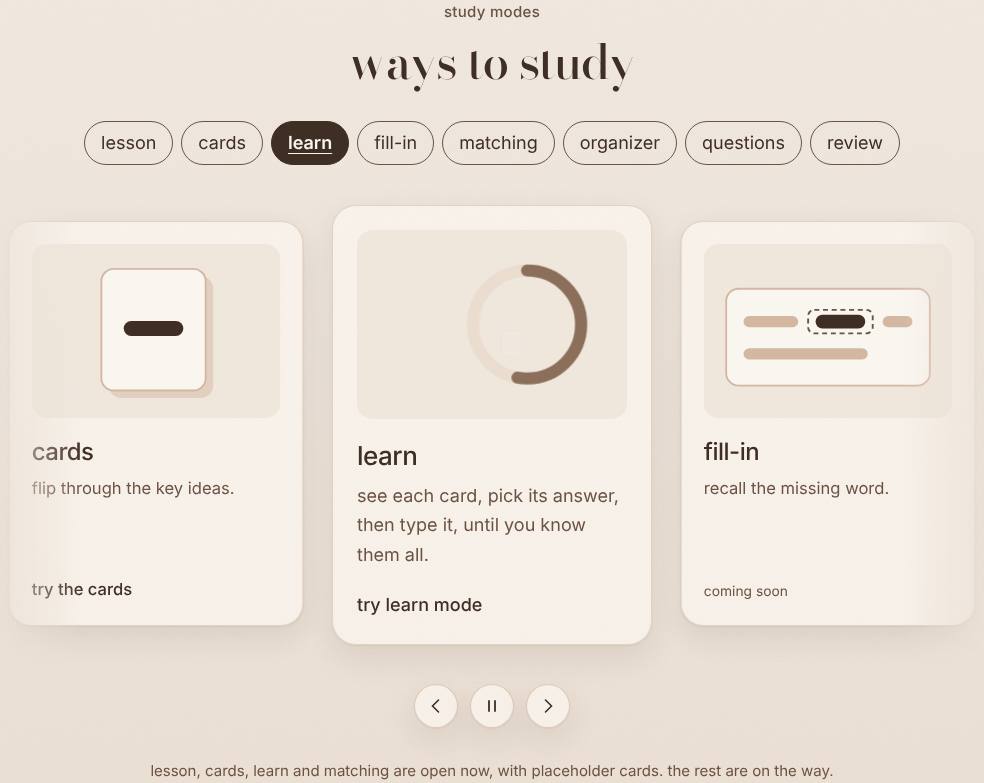 study modes
ways to study
lesson
cards
learn
fill-in
matching
organizer
questions
review
cards
flip through the key ideas.
try the cards
learn
see each card, pick its answer,
then type it, until you know
them all.
try learn mode
fill-in
recall the missing word.
coming soon
lesson, cards, learn and matching are open now, with placeholder cards. the rest are on the way.